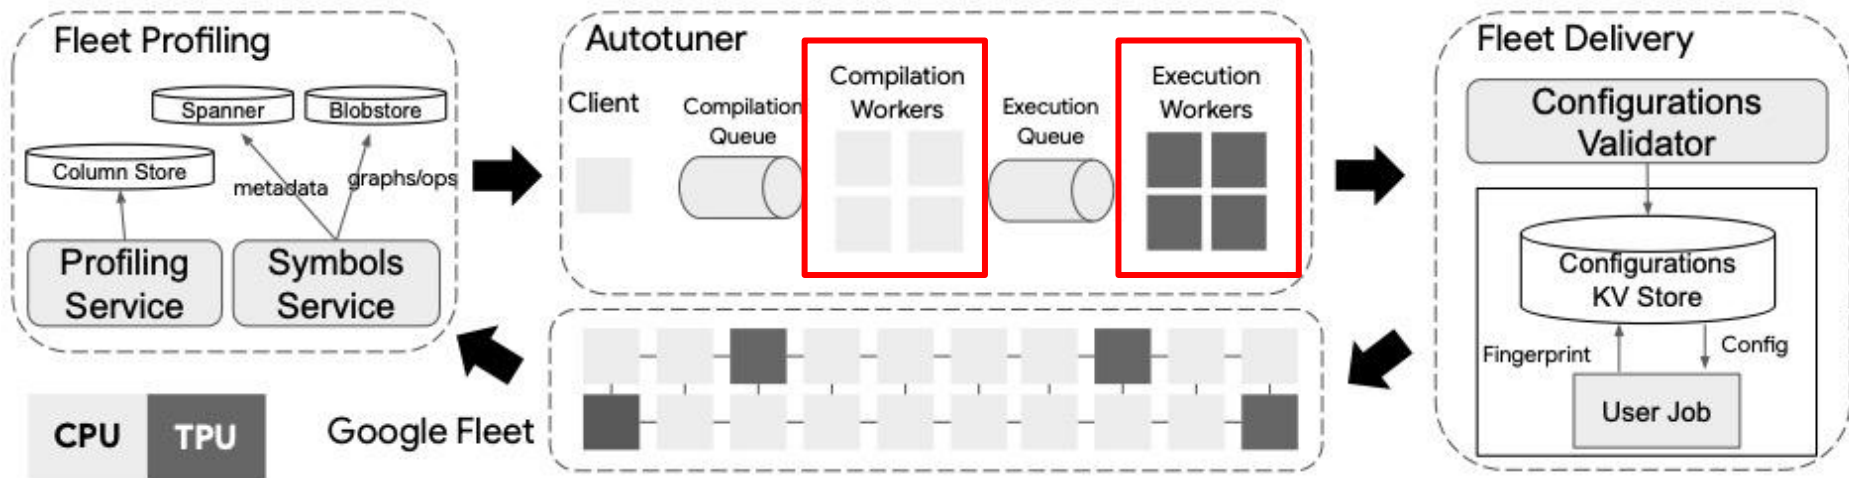 Fleet Profiling
Spanner
Blobstore
Column Store
metadata
graphs/ops
Profiling
Service
Symbols
Service
Autotuner
Client
Compilation
Queue
Compilation
Workers
Execution
Queue
Execution
Workers
Fleet Delivery
Configurations
Validator
Configurations
KV Store
Fingerprint
Config
User Job
CPU
TPU
Google Fleet